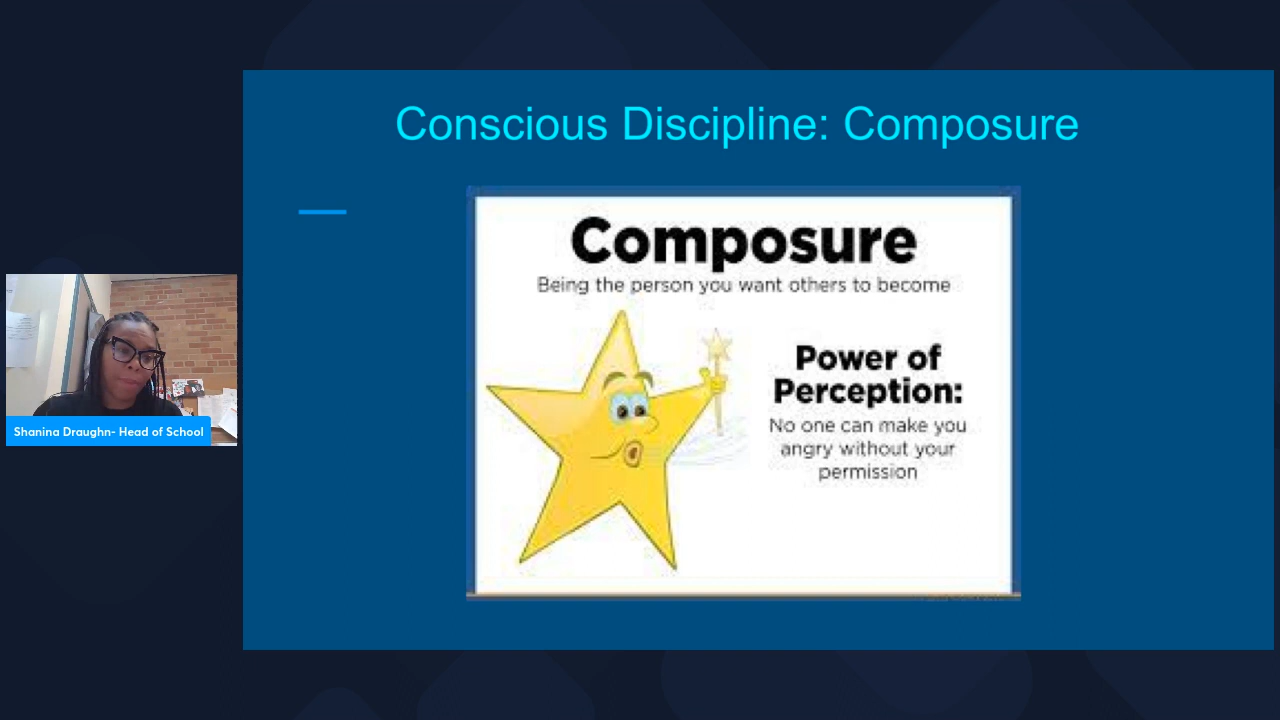 Conscious Discipline: Composure
Composure
Being the person you want others to become
Power of
Perception:
No one can make you
angry without your
permission
Shanina Draughn- Head of School